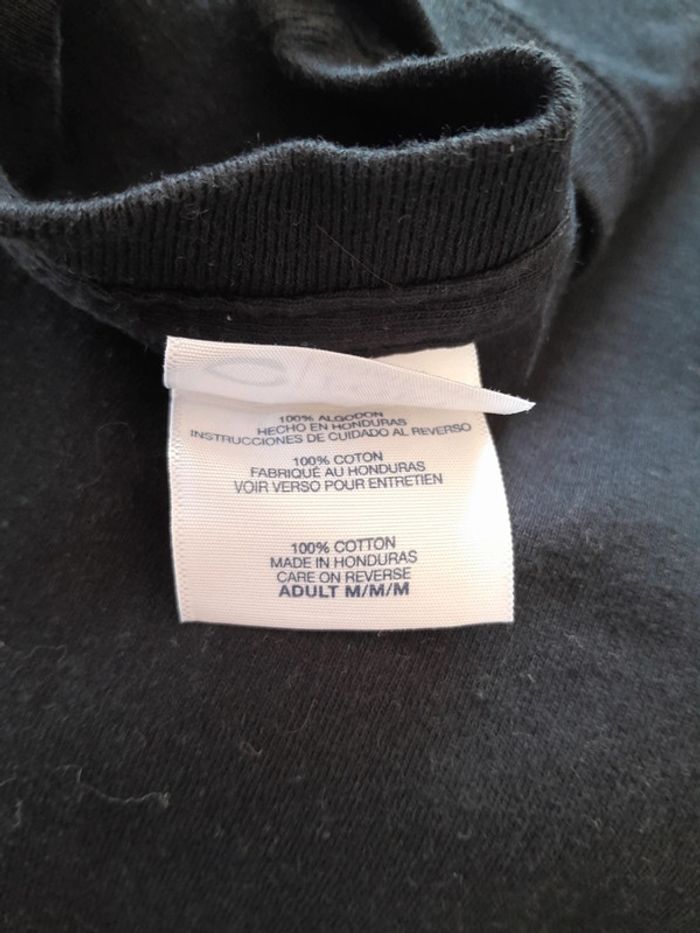 100% ALGODON
HECHO EN HONDURAS
INSTRUCCIONES DE CUIDADO AL REVERSO
100% COTON
FABRIQUÉ AU HONDURAS
VOIR VERSO POUR ENTRETIEN
100% COTTON
MADE IN HONDURAS
CARE ON REVERSE
ADULT M/M/M